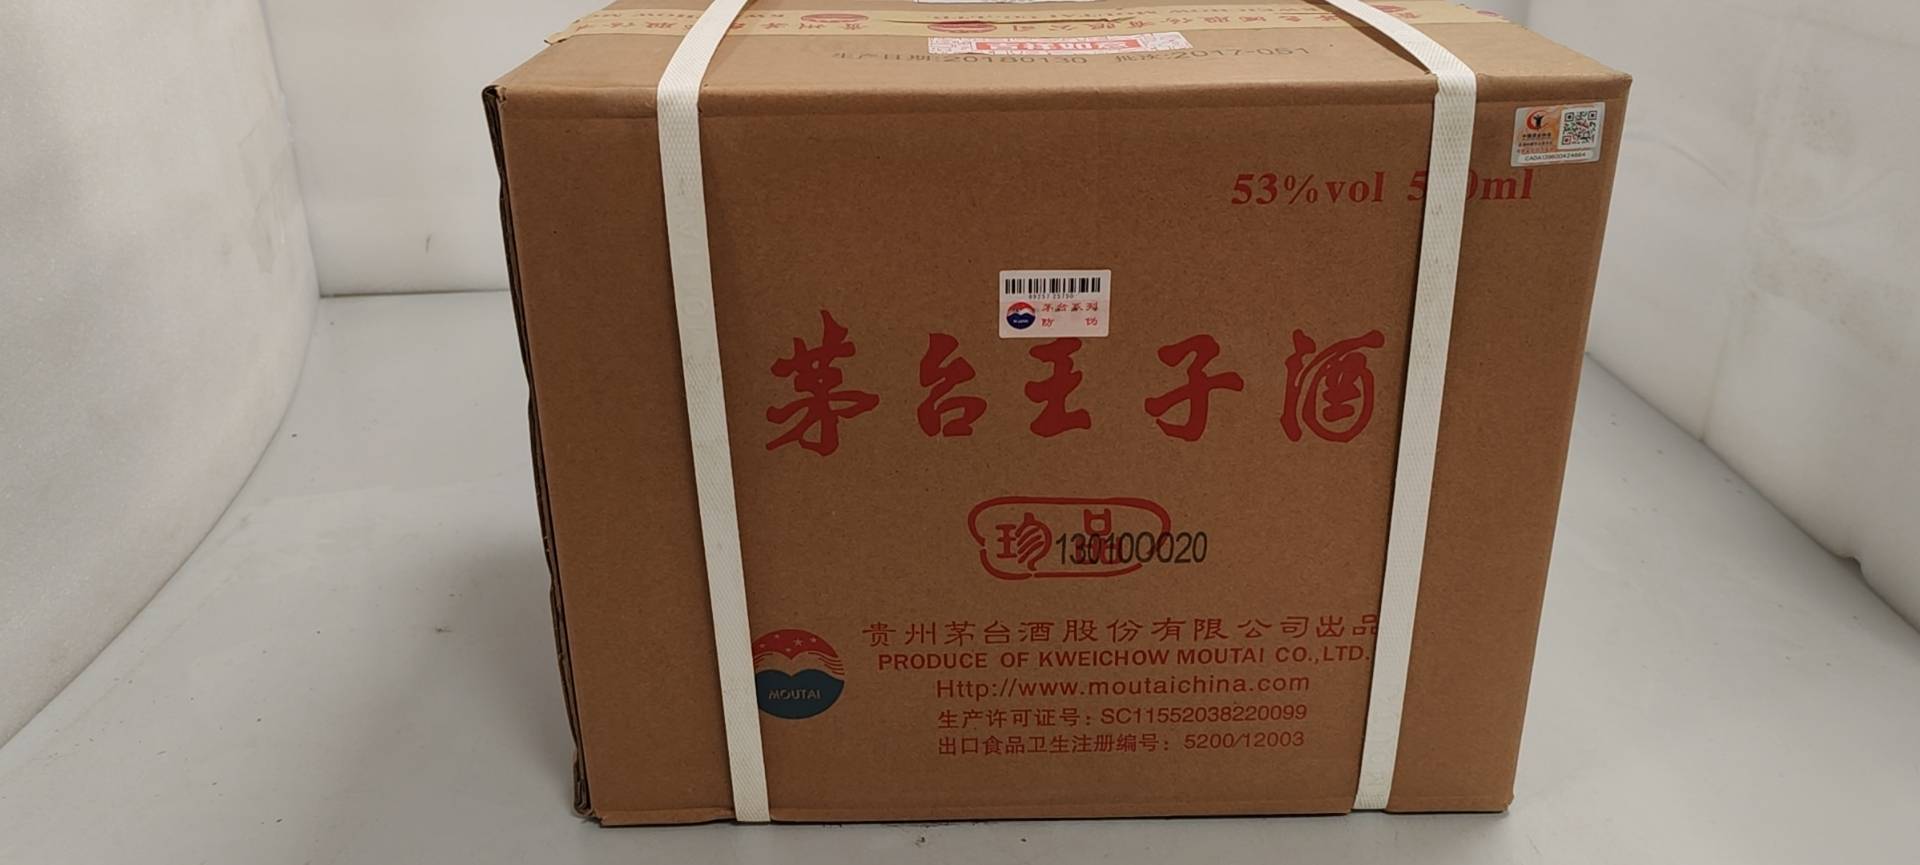 生产日期:20180130 批次:2017-051
53%vol 5 0ml
茅台系列
防伪
茅台王子酒
珍品
13010OO20
贵州茅台酒股份有限公司出品
PRODUCE OF KWEICHOW MOUTAI CO.,LTD.
MOUTAI
Http://www.moutaichina.com
生产许可证号：SC11552038220099
出口食品卫生注册编号：5200/12003